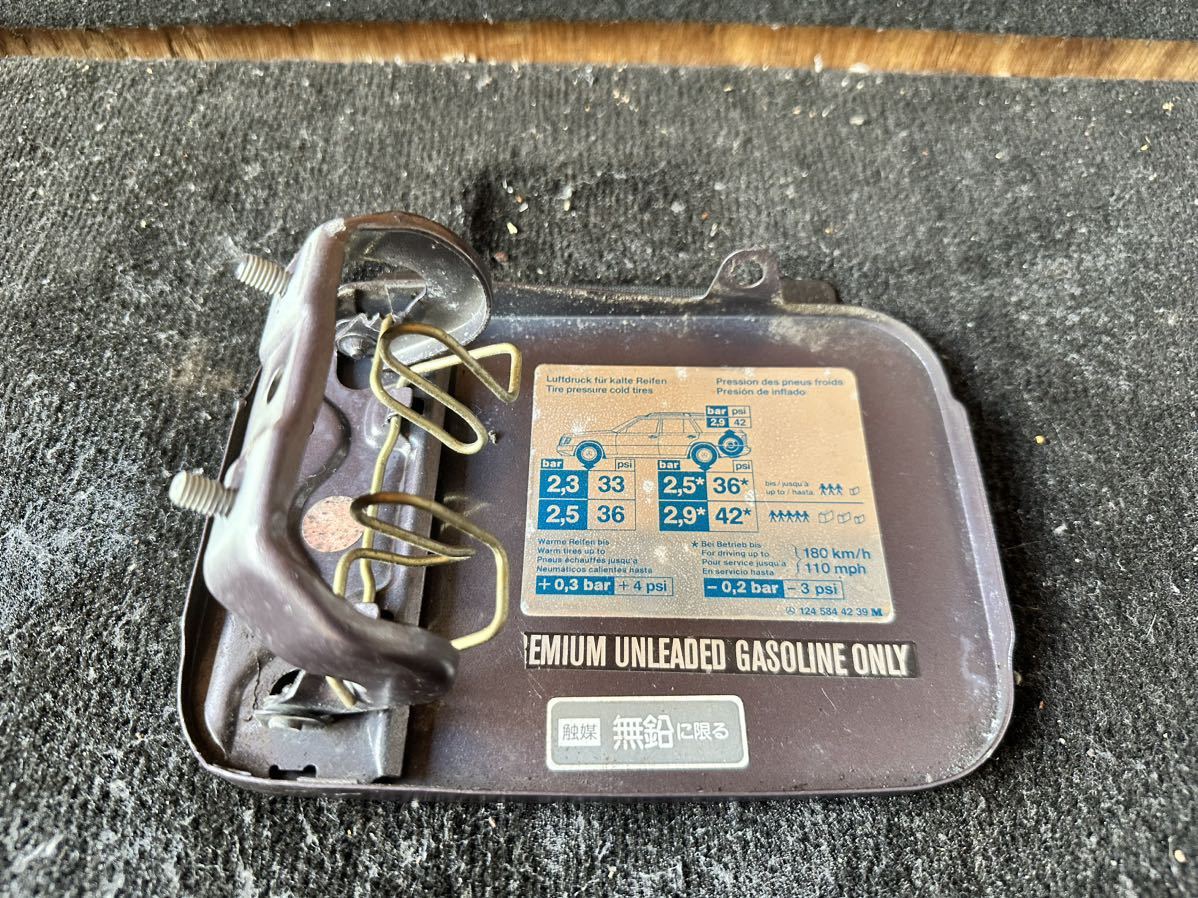 Luftdruck für kalte Reifen
Tire pressure cold tires
Pression des pneus froids
Presión de inflado
bar psi
2,9 42
bar psi
2,3 33
2,5 36
bar psi
2,5* 36*
2,9* 42*
bis / jusqu'à
up to / hasta
Warme Reifen bis
Warm tires up to
Pneus échauffés jusqu'a
Neumáticos calientes hasta
+ 0,3 bar + 4 psi
* Bei Betrieb bis
For driving up to
Pour service jusqu'a
En servicio hasta
180 km/h
110 mph
- 0,2 bar - 3 psi
124 584 42 39 M
EMIUM UNLEADED GASOLINE ONLY
触媒 無鉛に限る